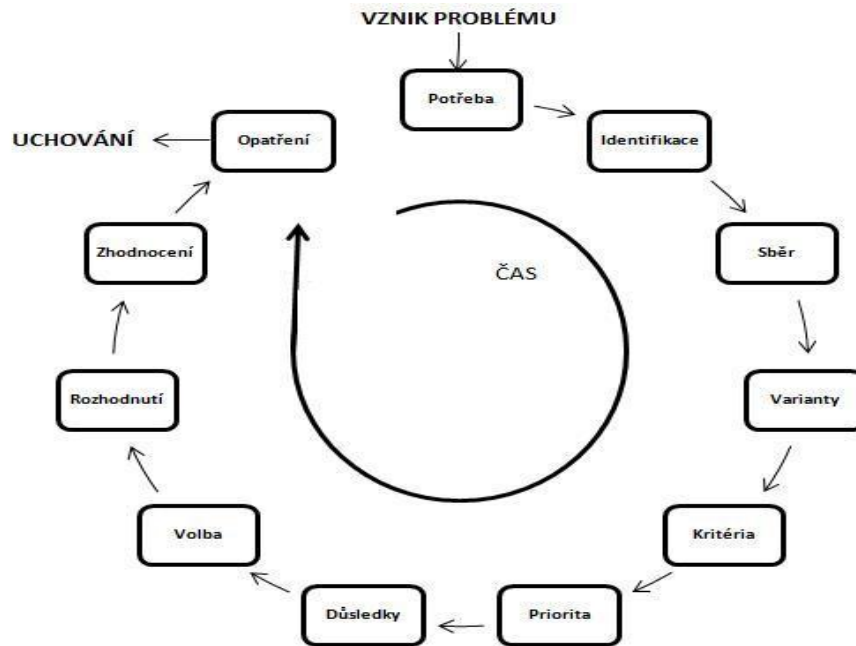 VZNIK PROBLÉMU
Potřeba
Identifikace
Sběr
Varianty
Kritéria
Priorita
Důsledky
Volba
Rozhodnutí
Zhodnocení
Opatření
UCHOVÁNÍ
ČAS